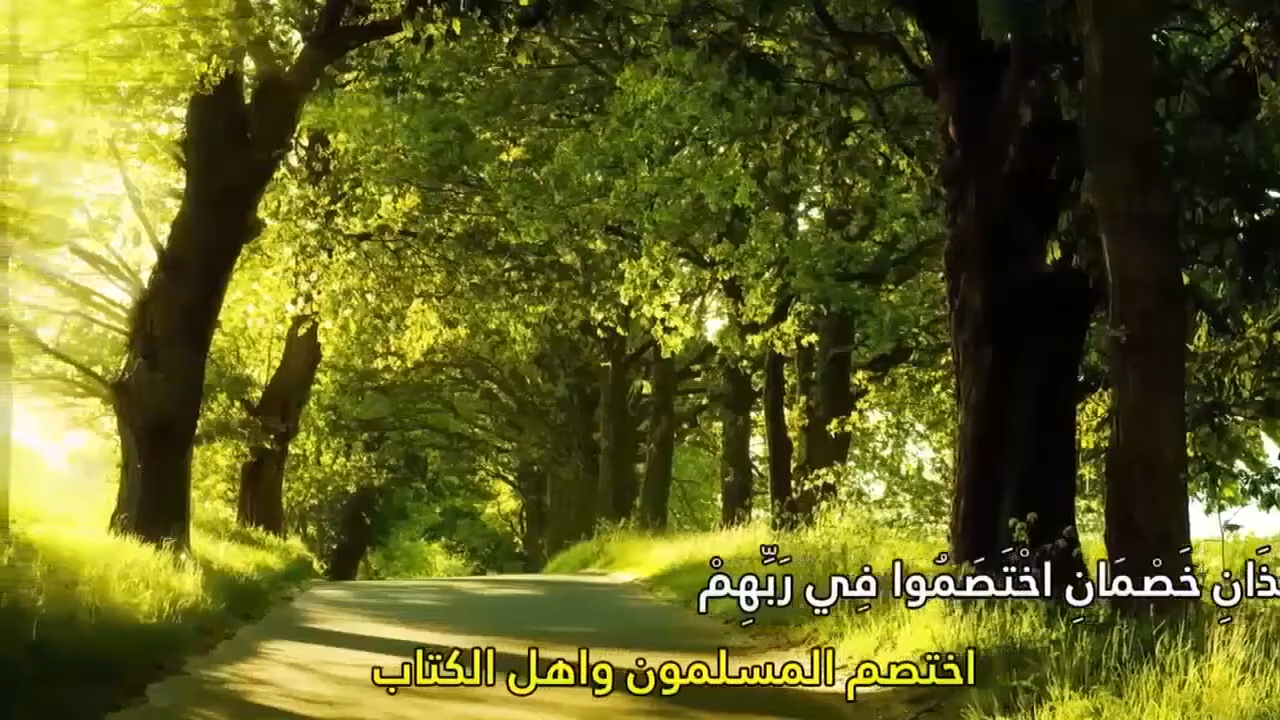 خَصْمَانِ اخْتَصَمُوا فِي رَبِّهِمْ
اختصم المسلمون واهل الكتاب